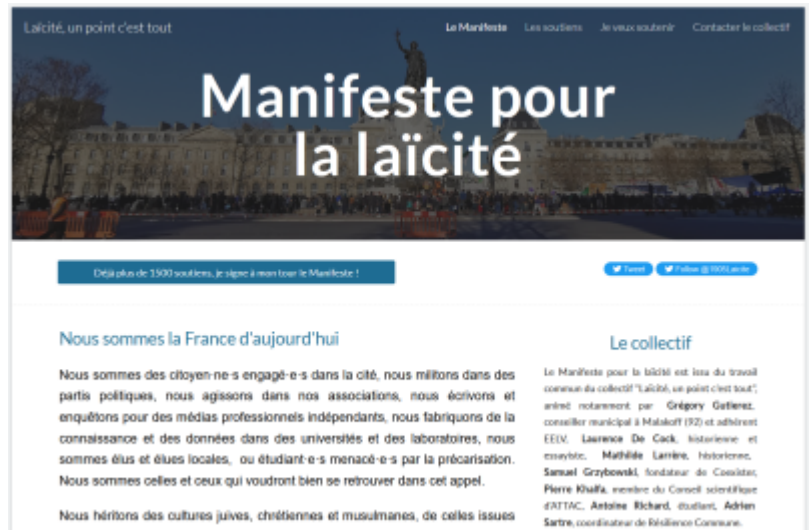 Laïcité, un point c'est tout
Le Manifeste Les soutiens Je veux soutenir Contacter le collectif
Manifeste pour
la laïcité
Déjà plus de 1500 soutiens, je signe à mon tour le Manifeste !
Tweet Follow @1905Laicite
Nous sommes la France d'aujourd'hui
Nous sommes des citoyen·ne·s engagé·e·s dans la cité, nous militons dans des
partis politiques, nous agissons dans nos associations, nous écrivons et
enquêtons pour des médias professionnels indépendants, nous fabriquons de la
connaissance et des données dans des universités et des laboratoires, nous
sommes élus et élues locales, ou étudiant·e·s menacé·e·s par la précarisation.
Nous sommes celles et ceux qui voudront bien se retrouver dans cet appel.
Nous héritons des cultures juives, chrétiennes et musulmanes, de celles issues
Le collectif
Le Manifeste pour la laïcité est issu du travail
commun du collectif "Laïcité, un point c'est tout",
animé notamment par Grégory Gutierez,
conseiller municipal à Malakoff (92) et adhérent
EELV, Laurence De Cock, historienne et
essayiste, Mathilde Larrère, historienne,
Samuel Grzybowski, fondateur de Coexister,
Pierre Khalfa, membre du Conseil scientifique
d'ATTAC, Antoine Richard, étudiant, Adrien
Sartre, coordinateur de Résilience Commune.